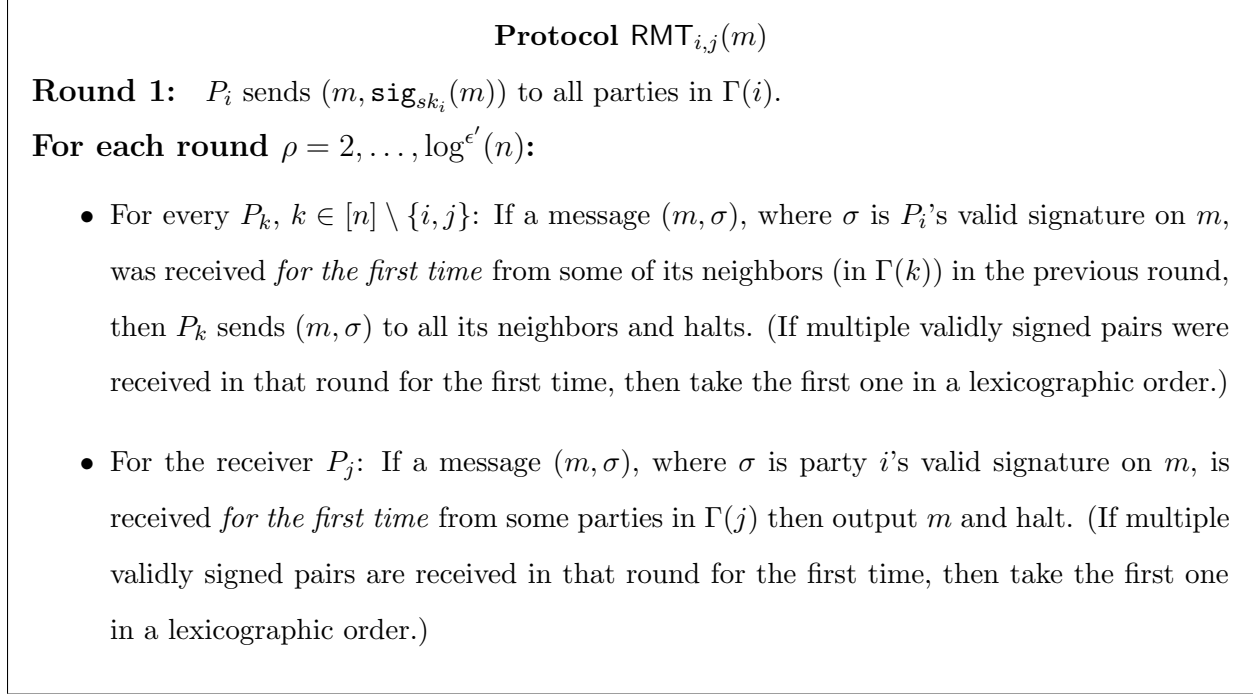 Protocol RMT_{i,j}(m)
Round 1: P_i sends (m, sig_{sk_i}(m)) to all parties in Γ(i).
For each round ρ = 2, . . . , log^{ϵ′}(n):
• For every P_k, k ∈ [n] \ {i, j}: If a message (m, σ), where σ is P_i's valid signature on m,
was received for the first time from some of its neighbors (in Γ(k)) in the previous round,
then P_k sends (m, σ) to all its neighbors and halts. (If multiple validly signed pairs were
received in that round for the first time, then take the first one in a lexicographic order.)
• For the receiver P_j: If a message (m, σ), where σ is party i's valid signature on m, is
received for the first time from some parties in Γ(j) then output m and halt. (If multiple
validly signed pairs are received in that round for the first time, then take the first one
in a lexicographic order.)